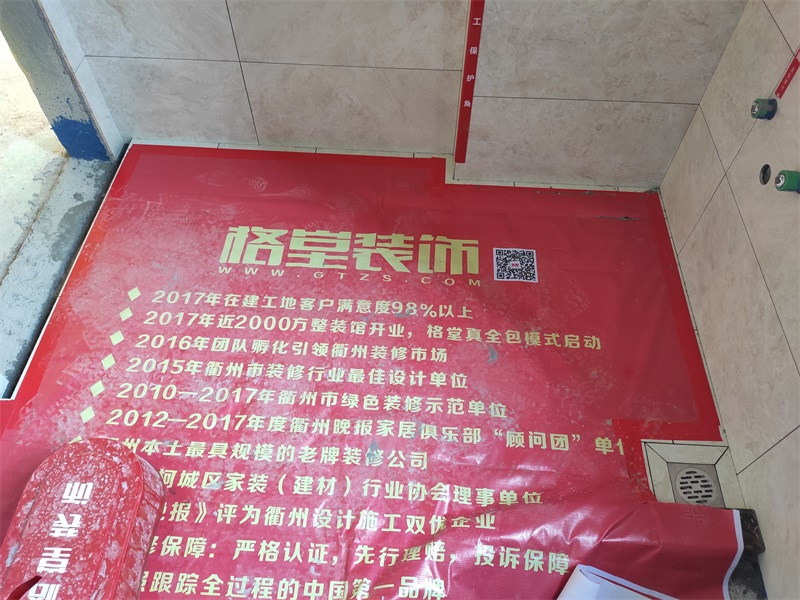 工保护角
格堂装饰
WWW.GTZS.COM
2017年在建工地客户满意度98%以上
2017年近2000方整装馆开业，格堂真全包模式启动
2016年团队孵化引领衢州装修市场
2015年衢州市装修行业最佳设计单位
2010—2017年衢州市绿色装修示范单位
2012—2017年度衢州晚报家居俱乐部“顾问团”单位
州本土最具规模的老牌装修公司
柯城区家装（建材）行业协会理事单位
晚报》评为衢州设计施工双优企业
保障：严格认证，先行理赔，投诉保障
跟踪全过程的中国第一品牌
格堂装饰